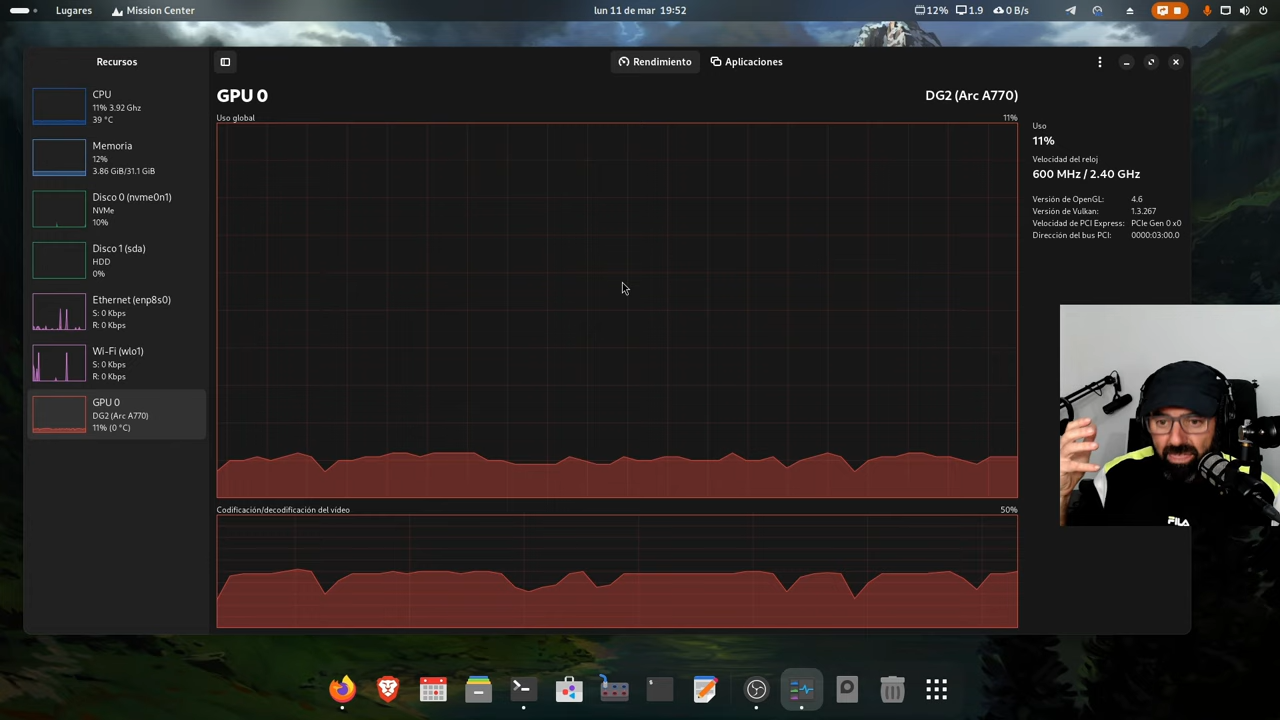 Lugares
Mission Center
lun 11 de mar 19:52
12%
1.9
0 B/s
Recursos
Rendimiento
Aplicaciones
CPU
11% 3.92 Ghz
39 °C
Memoria
12%
3.86 GiB/31.1 GiB
Disco 0 (nvme0n1)
NVMe
10%
Disco 1 (sda)
HDD
0%
Ethernet (enp8s0)
S: 0 Kbps
R: 0 Kbps
Wi-Fi (wlo1)
S: 0 Kbps
R: 0 Kbps
GPU 0
DG2 (Arc A770)
11% (0 °C)
GPU 0
DG2 (Arc A770)
Uso global
11%
Codificación/decodificación del vídeo
50%
Uso
11%
Velocidad del reloj
600 MHz / 2.40 GHz
Versión de OpenGL: 4.6
Versión de Vulkan: 1.3.267
Velocidad de PCI Express: PCIe Gen 0 x0
Dirección del bus PCI: 0000:03:00.0
FILA